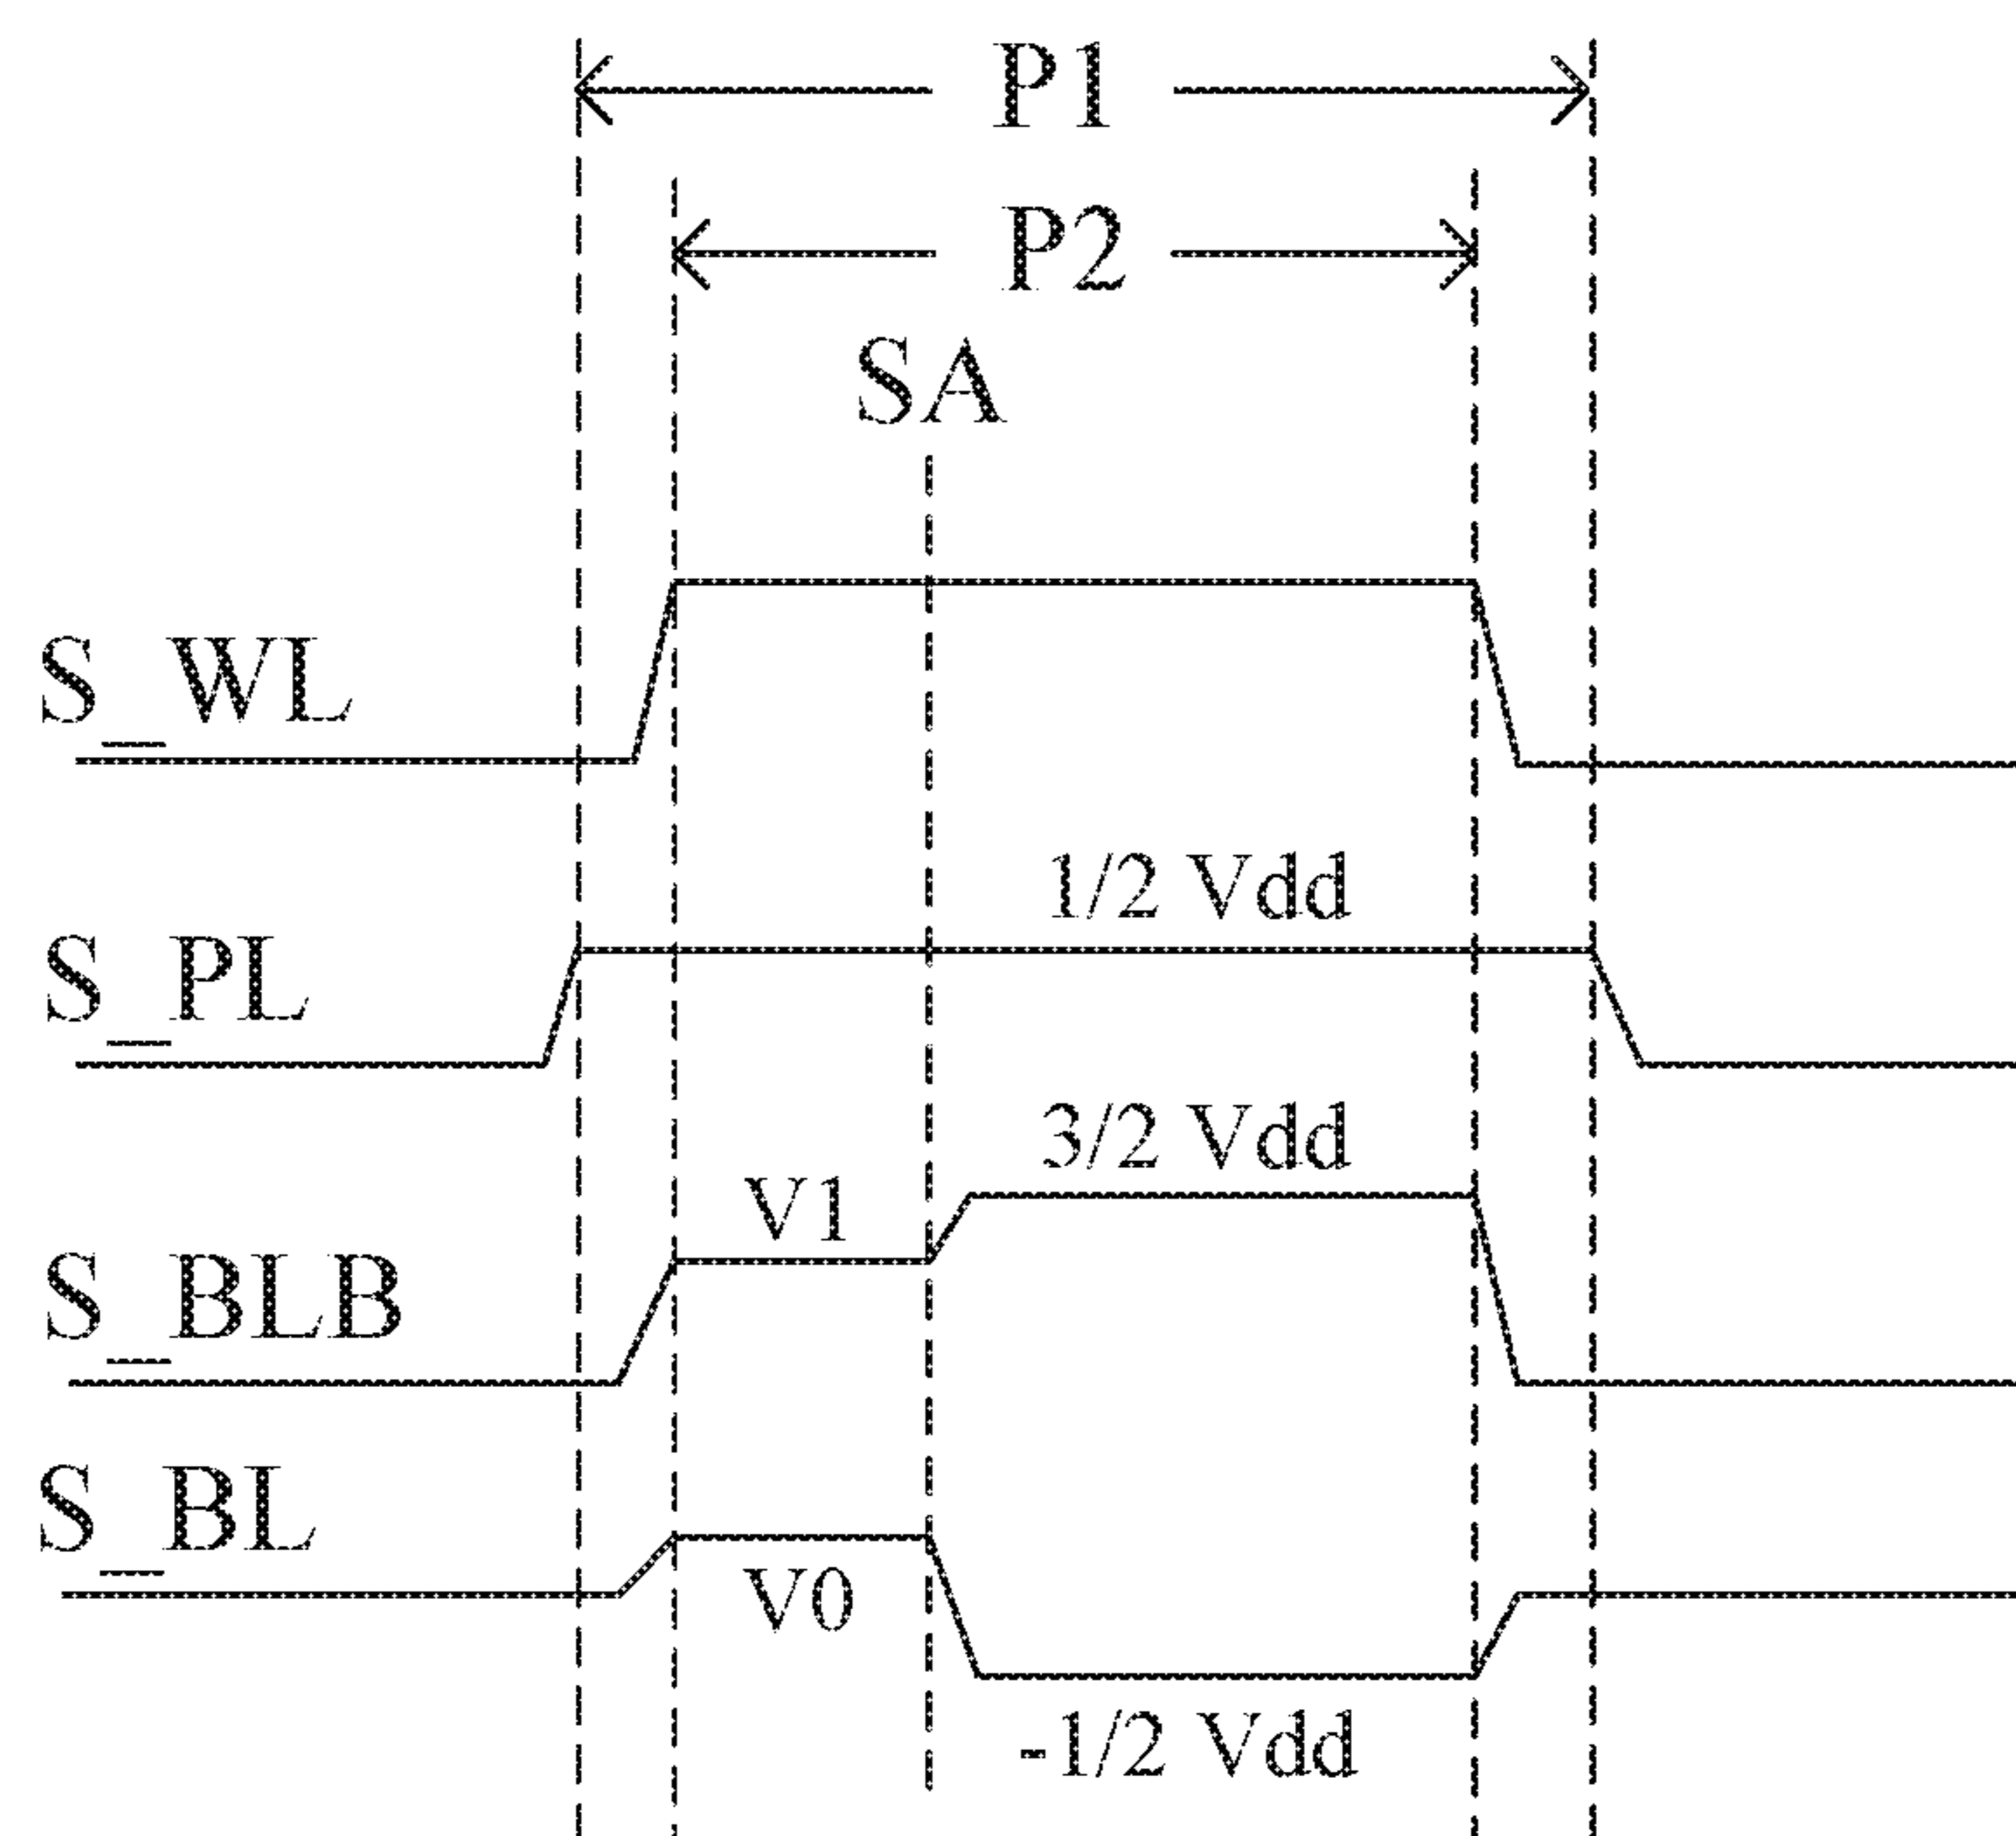 P1
P2
SA
S_WL
1/2 Vdd
S_PL
3/2 Vdd
V1
S_BLB
S_BL
V0
-1/2 Vdd